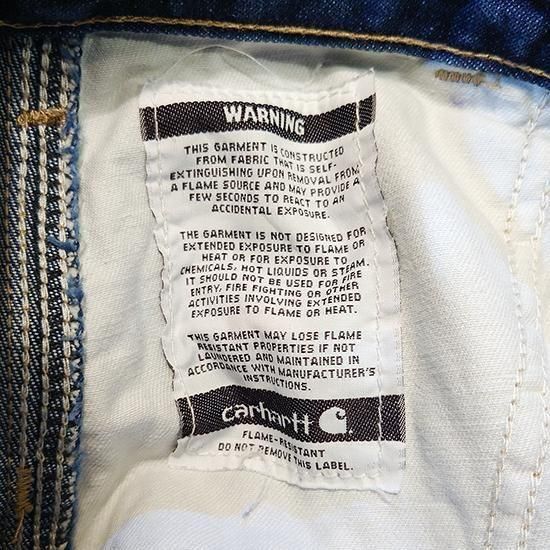 WARNING
THIS GARMENT IS CONSTRUCTED
FROM FABRIC THAT IS SELF-
EXTINGUISHING UPON REMOVAL FROM
A FLAME SOURCE AND MAY PROVIDE A
FEW SECONDS TO REACT TO AN
ACCIDENTAL EXPOSURE.
THE GARMENT IS NOT DESIGNED FOR
EXTENDED EXPOSURE TO FLAME OR
HEAT OR FOR EXPOSURE TO
CHEMICALS, HOT LIQUIDS OR STEAM.
IT SHOULD NOT BE USED FOR FIRE
ENTRY, FIRE FIGHTING OR OTHER
ACTIVITIES INVOLVING EXTENDED
EXPOSURE TO FLAME OR HEAT.
THIS GARMENT MAY LOSE FLAME
RESISTANT PROPERTIES IF NOT
LAUNDERED AND MAINTAINED IN
ACCORDANCE WITH MANUFACTURER'S
INSTRUCTIONS.
carhartt
FLAME-RESISTANT
DO NOT REMOVE THIS LABEL.